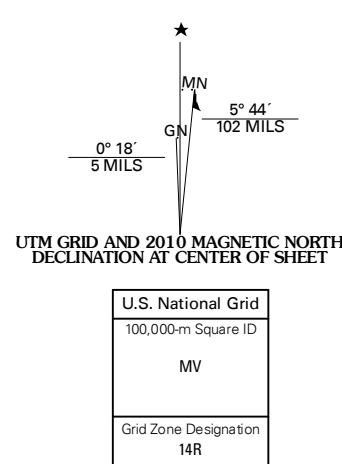 MN
GN
5° 44´
102 MILS
0° 18´
5 MILS
UTM GRID AND 2010 MAGNETIC NORTH
DECLINATION AT CENTER OF SHEET
U.S. National Grid
100,000-m Square ID
MV
Grid Zone Designation
14R